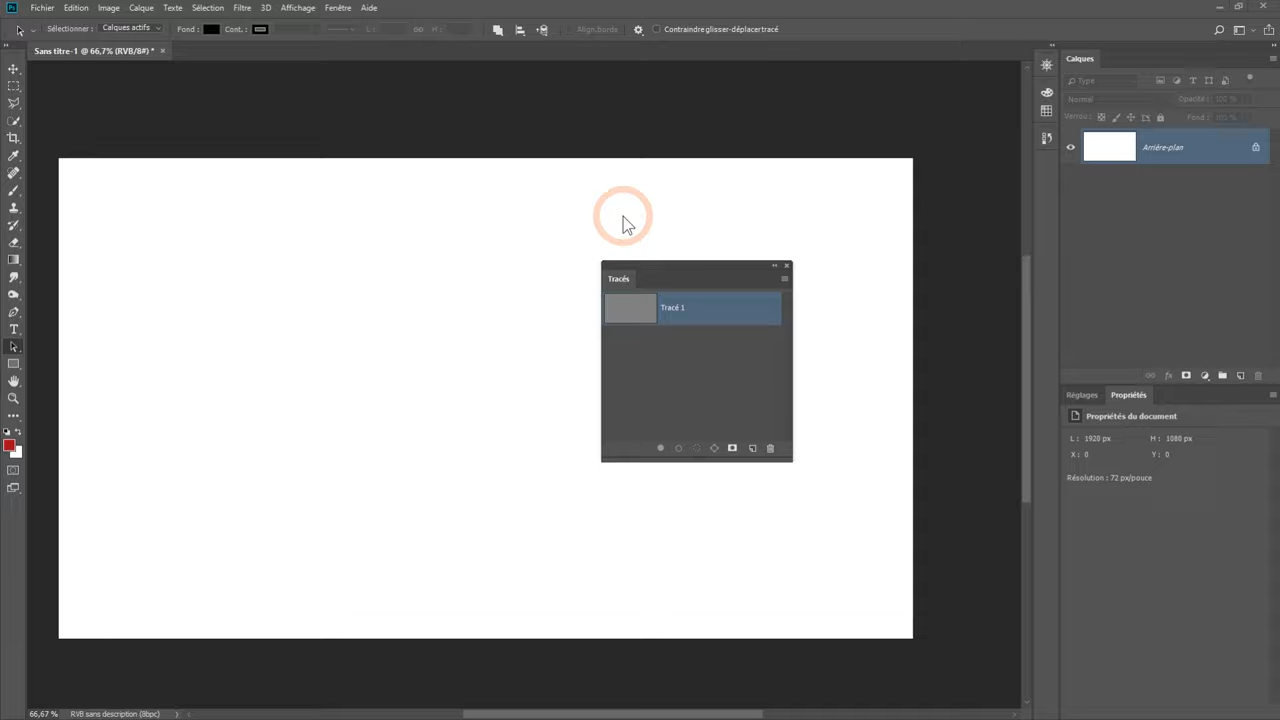 Ps Fichier Edition Image Calque Texte Sélection Filtre 3D Affichage Fenêtre Aide
Sélectionner : Calques actifs Fond : Cont. : L : H : Align.bords Contraindre glisser-déplacer tracé
Sans titre-1 @ 66,7% (RVB/8#) * ×
Calques
Type
Normal Opacité : 100 %
Verrou : Fond : 100 %
Arrière-plan
Tracés
Tracé 1
Réglages Propriétés
Propriétés du document
L : 1920 px H : 1080 px
X : 0 Y : 0
Résolution : 72 px/pouce
66,67 % RVB sans description (8bpc)